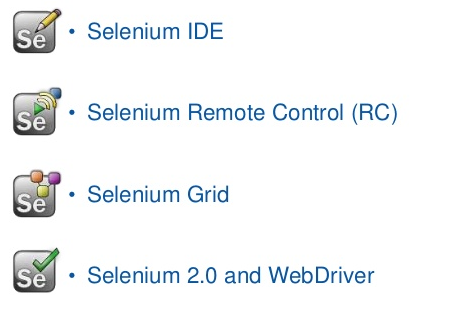 Se • Selenium IDE
Se • Selenium Remote Control (RC)
Se • Selenium Grid
Se • Selenium 2.0 and WebDriver